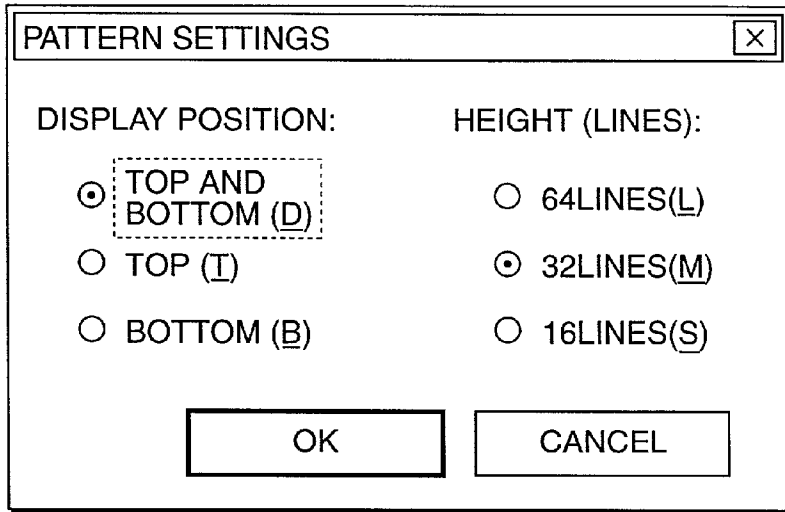 PATTERN SETTINGS
DISPLAY POSITION:
TOP AND
BOTTOM (D)
TOP (T)
BOTTOM (B)
HEIGHT (LINES):
64LINES(L)
32LINES(M)
16LINES(S)
OK
CANCEL